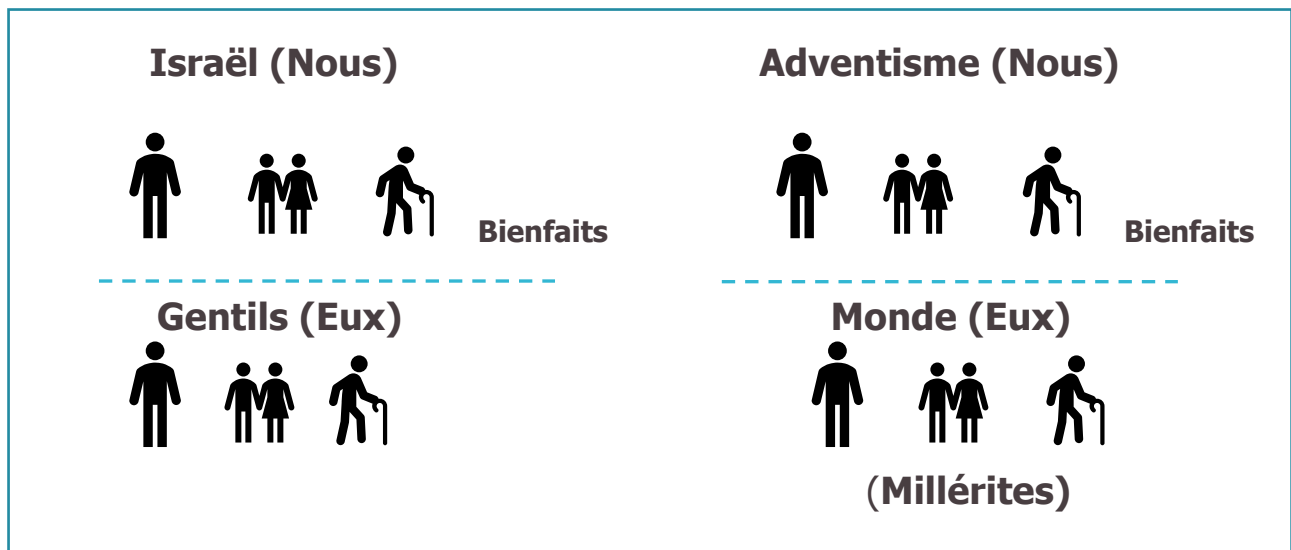 Israël (Nous)
Bienfaits
Gentils (Eux)
Adventisme (Nous)
Bienfaits
Monde (Eux)
(Millérites)